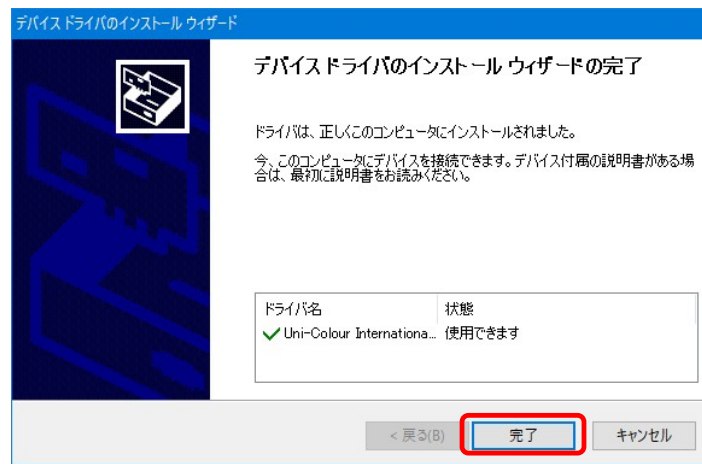 デバイス ドライバのインストール ウィザード
デバイス ドライバのインストール ウィザードの完了
ドライバは、正しくこのコンピュータにインストールされました。
今、このコンピュータにデバイスを接続できます。デバイス付属の説明書がある場
合は、最初に説明書をお読みください。
ドライバ名 状態
Uni-Colour Internationa... 使用できます
< 戻る(B) 完了 キャンセル